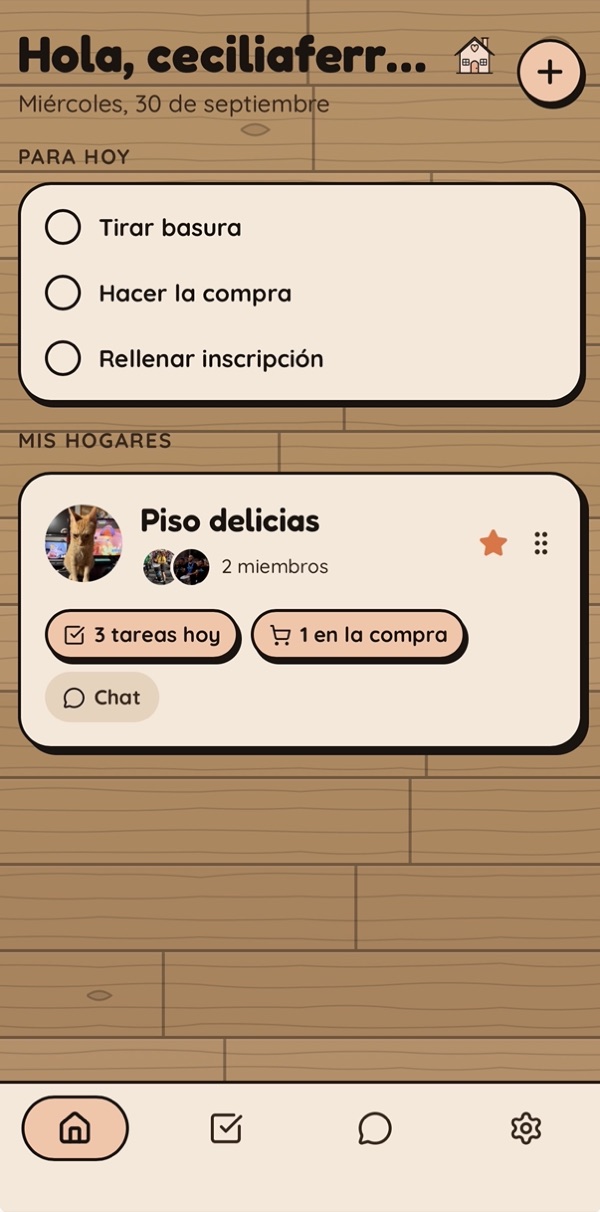 Hola, ceciliaferr...
Miércoles, 30 de septiembre
PARA HOY
Tirar basura
Hacer la compra
Rellenar inscripción
MIS HOGARES
Piso delicias
2 miembros
3 tareas hoy
1 en la compra
Chat